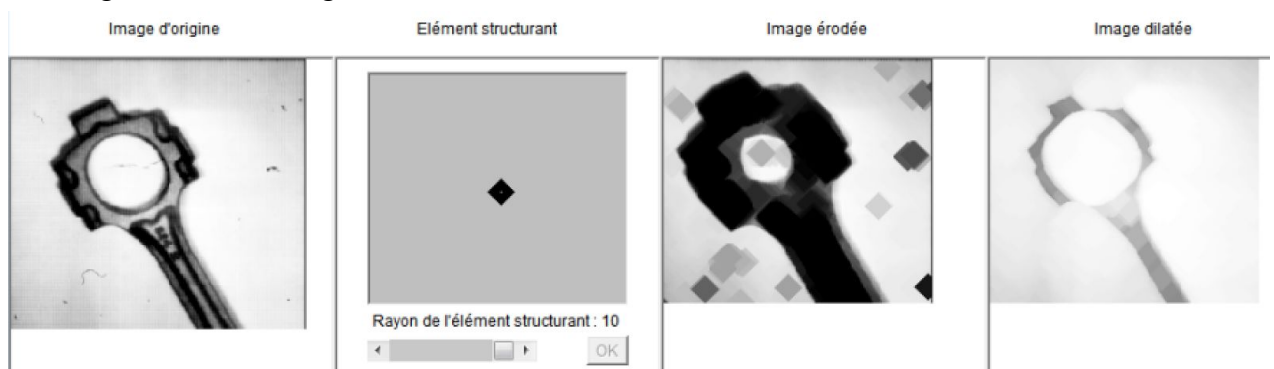 Image d'origine
Elément structurant
Image érodée
Image dilatée
Rayon de l'élément structurant : 10
OK